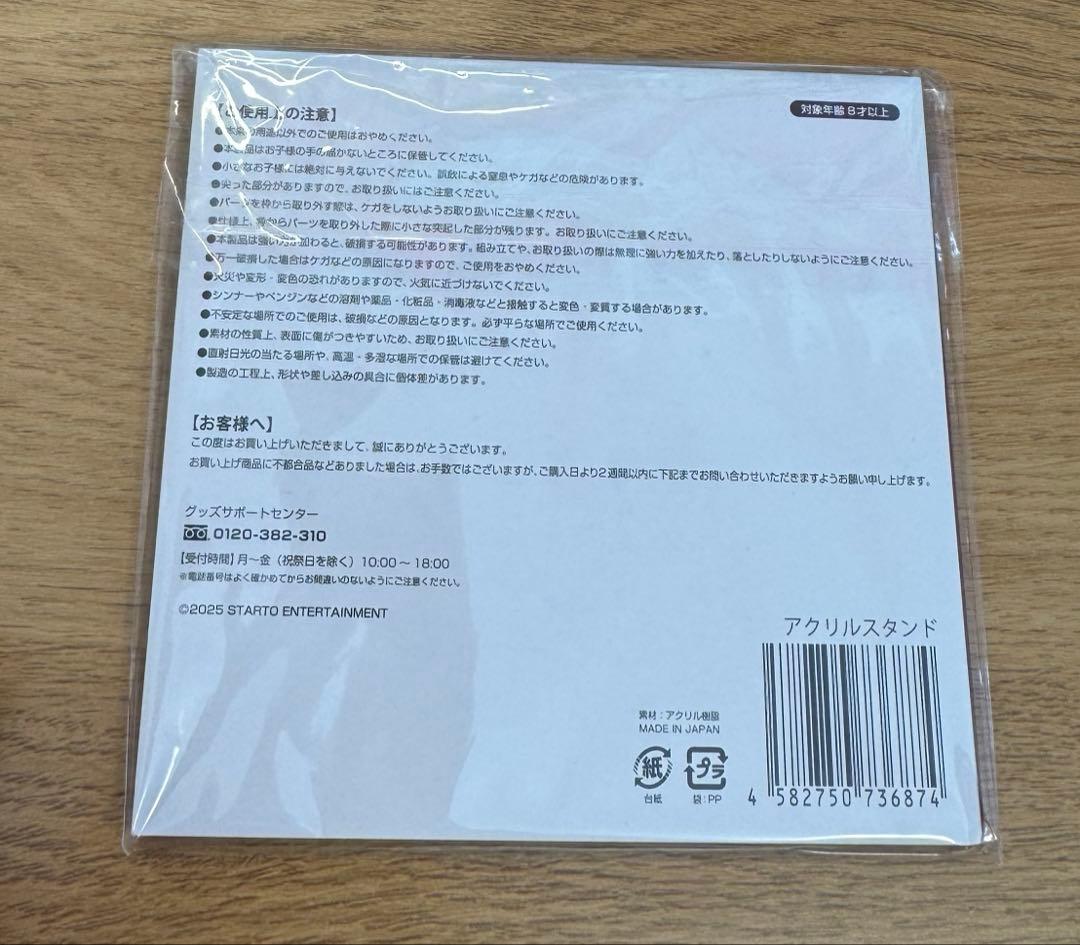 【ご使用上の注意】
対象年齢8才以上
●本来の用途以外でのご使用はおやめください。
●本製品はお子様の手の届かないところに保管してください。
●小さなお子様には絶対に与えないでください。誤飲による窒息やケガなどの危険があります。
●尖った部分がありますので、お取り扱いにはご注意ください。
●パーツを枠から取り外す際は、ケガをしないようお取り扱いにご注意ください。
●仕様上、枠からパーツを取り外した際に小さな突起した部分が残ります。お取り扱いにご注意ください。
●本製品は強い力が加わると、破損する可能性があります。組み立てや、お取り扱いの際は無理に強い力を加えたり、落としたりしないようにご注意ください。
●万一破損した場合はケガなどの原因になりますので、ご使用をおやめください。
●火災や変形・変色の恐れがありますので、火気に近づけないでください。
●シンナーやベンジンなどの溶剤や薬品・化粧品・消毒液などと接触すると変色・変質する場合があります。
●不安定な場所でのご使用は、破損などの原因となります。必ず平らな場所でご使用ください。
●素材の性質上、表面に傷がつきやすいため、お取り扱いにご注意ください。
●直射日光の当たる場所や、高温・多湿な場所での保管は避けてください。
●製造の工程上、形状や差し込みの具合に個体差があります。
【お客様へ】
この度はお買い上げいただきまして、誠にありがとうございます。
お買い上げ商品に不都合品などありました場合は、お手数ではございますが、ご購入日より2週間以内に下記までお問い合わせいただきますようお願い申し上げます。
グッズサポートセンター
0120-382-310
【受付時間】月〜金（祝祭日を除く）10:00〜18:00
※電話番号はよく確かめてからお間違いのないようにご注意ください。
©2025 STARTO ENTERTAINMENT
アクリルスタンド
素材：アクリル樹脂
MADE IN JAPAN
紙 プラ
台紙 袋：PP
4 582750 736874